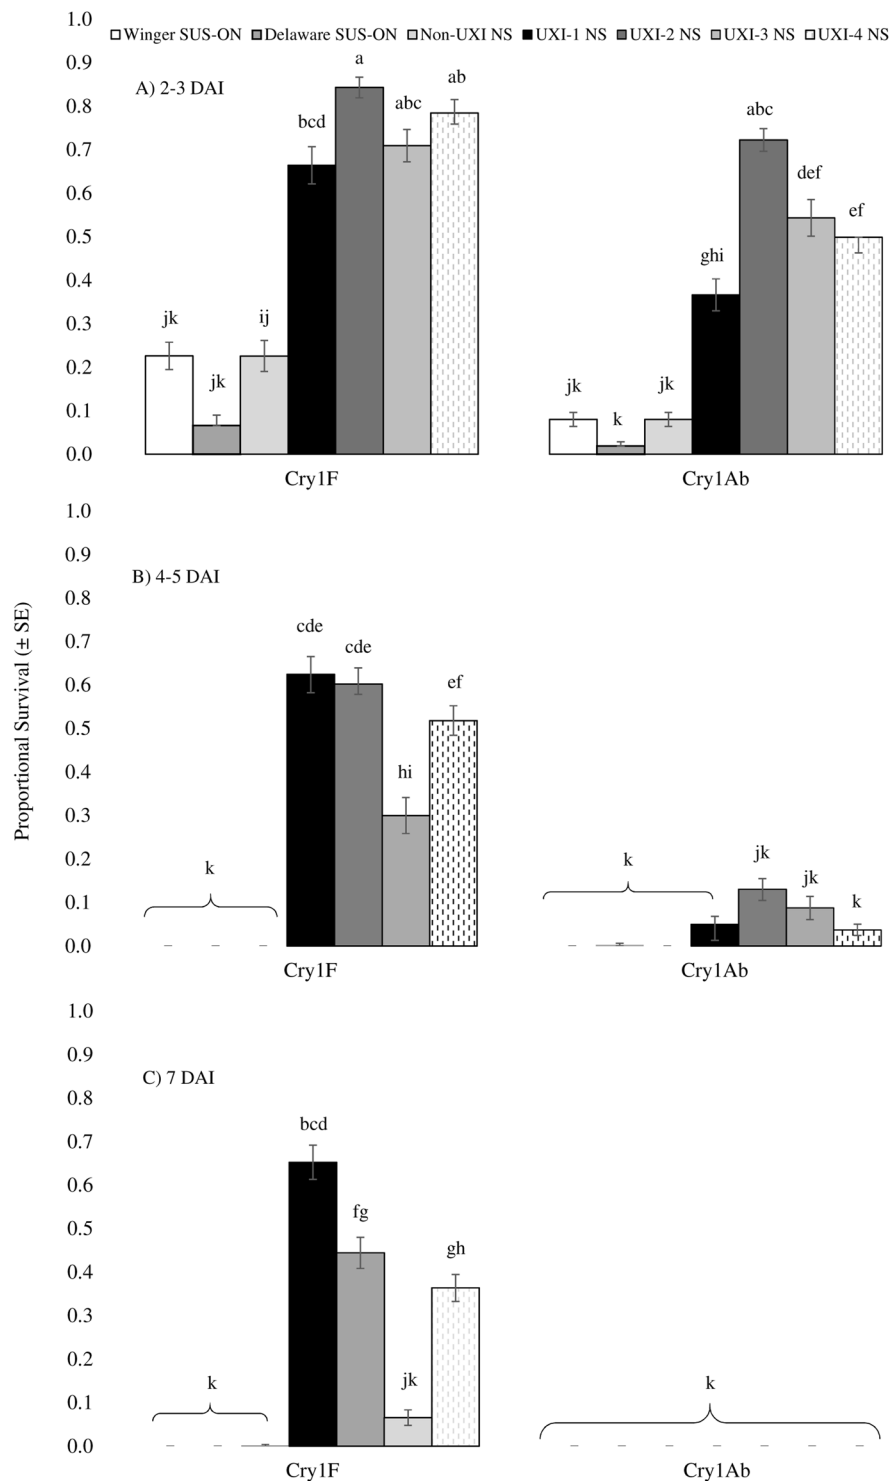 1.0
□Winger SUS-ON ■Delaware SUS-ON □Non-UXI NS ■UXI-1 NS ■UXI-2 NS □UXI-3 NS □UXI-4 NS
0.9
A) 2-3 DAI
a
ab
abc
bcd
abc
def
ef
ghi
jk
ij
jk
jk
jk
k
0.8
0.7
0.6
0.5
0.4
0.3
0.2
0.1
0.0
Cry1F
Cry1Ab
Proportional Survival (± SE)
1.0
0.9
B) 4-5 DAI
0.8
0.7
0.6
0.5
0.4
0.3
0.2
0.1
0.0
k
cde
cde
hi
ef
k
jk
jk
k
Cry1F
Cry1Ab
1.0
0.9
C) 7 DAI
0.8
0.7
0.6
0.5
0.4
0.3
0.2
0.1
0.0
k
bcd
fg
jk
gh
k
Cry1F
Cry1Ab